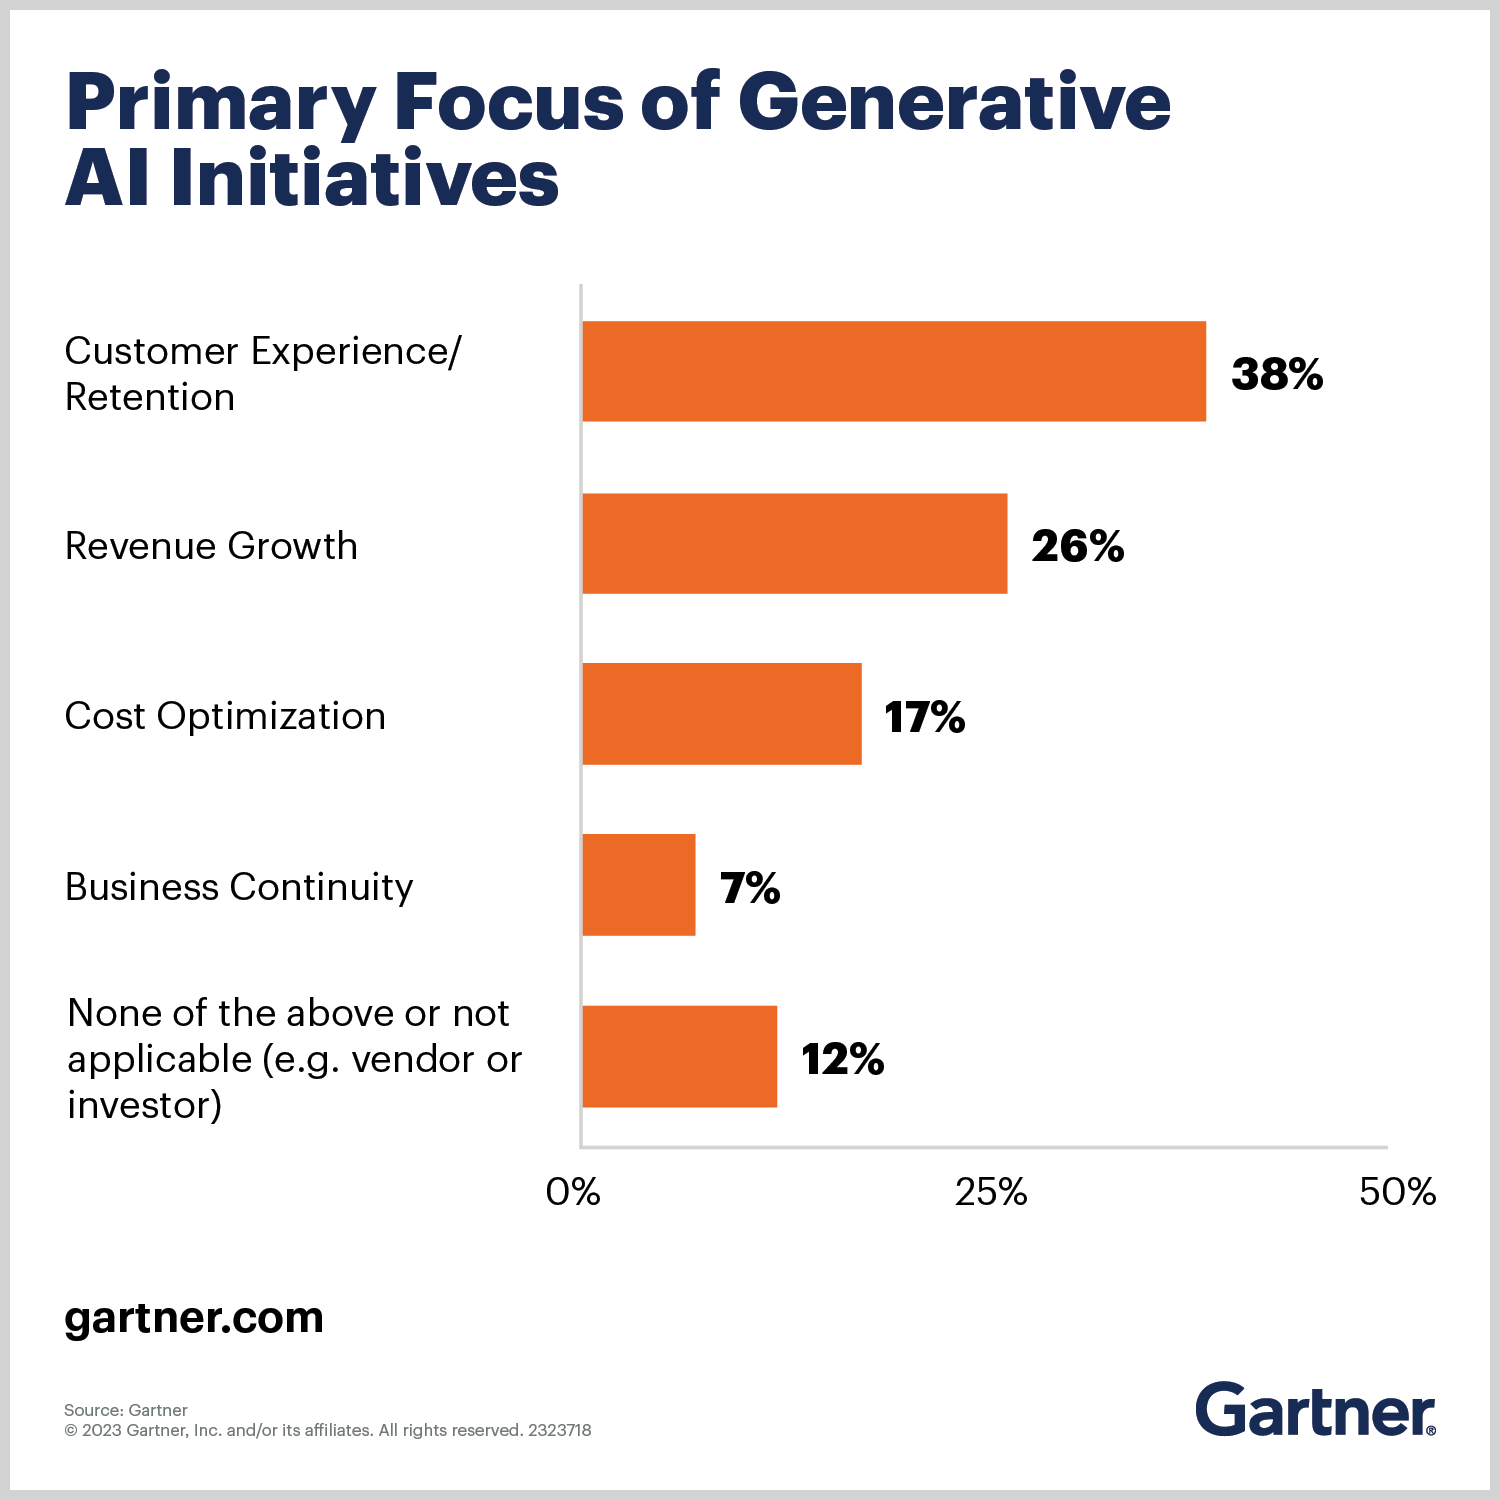 Primary Focus of Generative
AI Initiatives
Customer Experience/
Retention
38%
Revenue Growth
26%
Cost Optimization
17%
Business Continuity
7%
None of the above or not
applicable (e.g. vendor or
investor)
12%
0%
25%
50%
gartner.com
Source: Gartner
© 2023 Gartner, Inc. and/or its affiliates. All rights reserved. 2323718
Gartner®